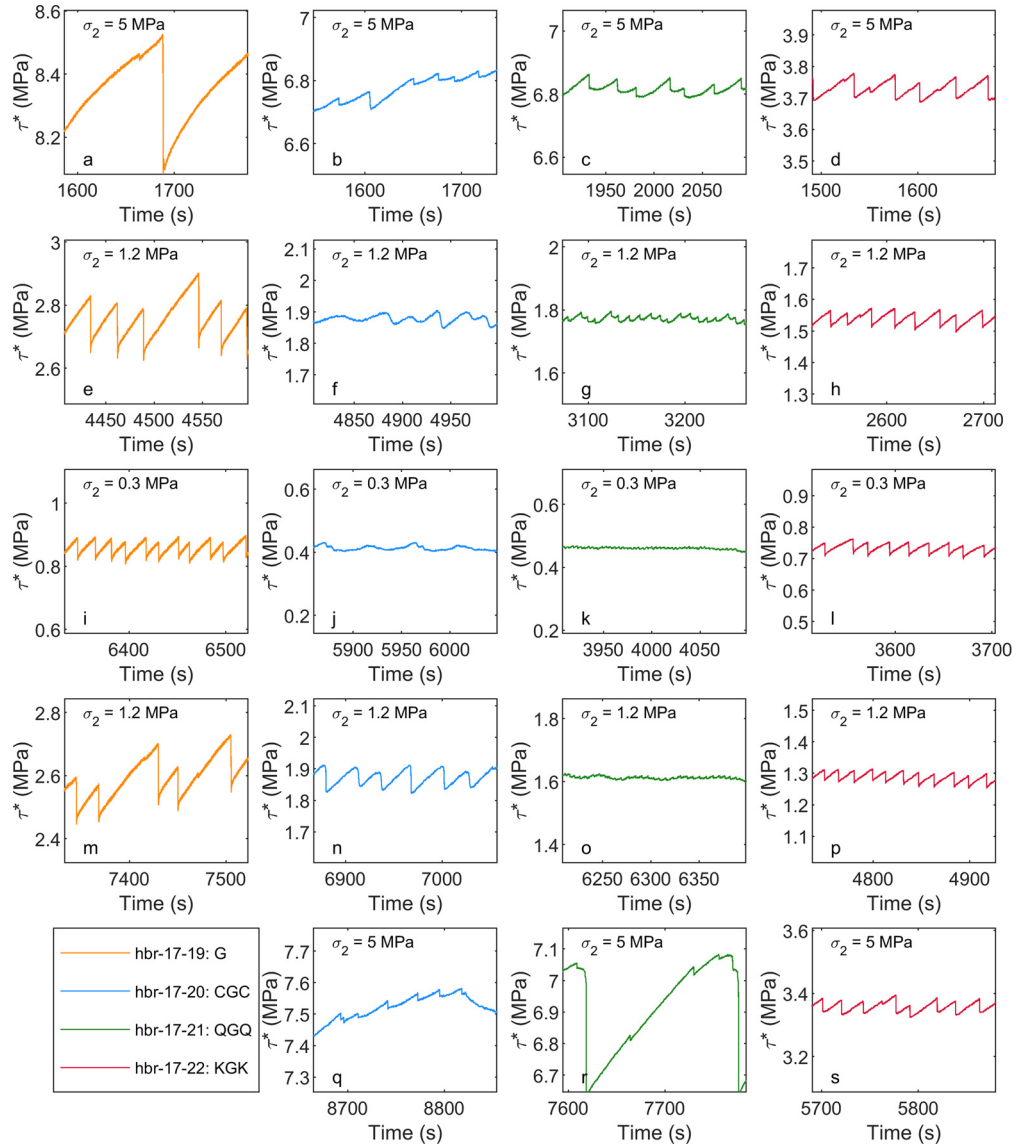 8.6
8.4
8.2
τ* (MPa)
σ2 = 5 MPa
a
1600 1700
Time (s)
7
6.8
6.6
τ* (MPa)
σ2 = 5 MPa
b
1600 1700
Time (s)
7
6.8
6.6
τ* (MPa)
σ2 = 5 MPa
c
1950 2000 2050
Time (s)
3.9
3.8
3.7
3.6
3.5
τ* (MPa)
σ2 = 5 MPa
d
1500 1600
Time (s)
3
2.8
2.6
τ* (MPa)
σ2 = 1.2 MPa
e
4450 4500 4550
Time (s)
2.1
2
1.9
1.8
1.7
τ* (MPa)
σ2 = 1.2 MPa
f
4850 4900 4950
Time (s)
2
1.8
1.6
τ* (MPa)
σ2 = 1.2 MPa
g
3100 3200
Time (s)
1.7
1.6
1.5
1.4
1.3
τ* (MPa)
σ2 = 1.2 MPa
h
2600 2700
Time (s)
1
0.8
0.6
τ* (MPa)
σ2 = 0.3 MPa
i
6400 6500
Time (s)
0.6
0.4
0.2
τ* (MPa)
σ2 = 0.3 MPa
j
5900 5950 6000
Time (s)
0.6
0.4
0.2
τ* (MPa)
σ2 = 0.3 MPa
k
3950 4000 4050
Time (s)
0.9
0.8
0.7
0.6
0.5
τ* (MPa)
σ2 = 0.3 MPa
l
3600 3700
Time (s)
2.8
2.6
2.4
τ* (MPa)
σ2 = 1.2 MPa
m
7400 7500
Time (s)
2.1
2
1.9
1.8
1.7
τ* (MPa)
σ2 = 1.2 MPa
n
6900 7000
Time (s)
1.8
1.6
1.4
τ* (MPa)
σ2 = 1.2 MPa
o
6250 6300 6350
Time (s)
1.5
1.4
1.3
1.2
1.1
τ* (MPa)
σ2 = 1.2 MPa
p
4800 4900
Time (s)
hbr-17-19: G
hbr-17-20: CGC
hbr-17-21: QGQ
hbr-17-22: KGK
7.7
7.6
7.5
7.4
7.3
τ* (MPa)
σ2 = 5 MPa
q
8700 8800
Time (s)
7.1
7
6.9
6.8
6.7
τ* (MPa)
σ2 = 5 MPa
r
7600 7700
Time (s)
3.6
3.4
3.2
τ* (MPa)
σ2 = 5 MPa
s
5700 5800
Time (s)